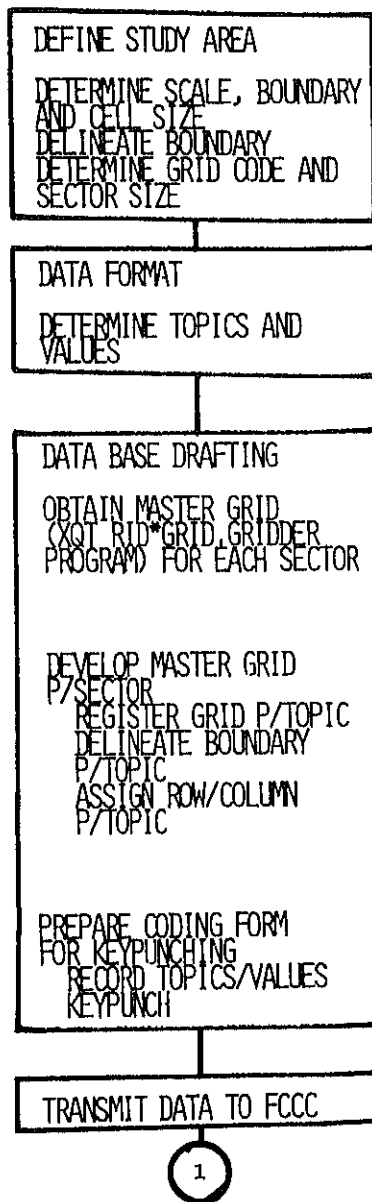 DEFINE STUDY AREA
DETERMINE SCALE, BOUNDARY
AND CELL SIZE
DELINEATE BOUNDARY
DETERMINE GRID CODE AND
SECTOR SIZE
DATA FORMAT
DETERMINE TOPICS AND
VALUES
DATA BASE DRAFTING
OBTAIN MASTER GRID
(XQT RID*GRID.GRIDDER
PROGRAM) FOR EACH SECTOR
DEVELOP MASTER GRID
P/SECTOR
REGISTER GRID P/TOPIC
DELINEATE BOUNDARY
P/TOPIC
ASSIGN ROW/COLUMN
P/TOPIC
PREPARE CODING FORM
FOR KEYPUNCHING
RECORD TOPICS/VALUES
KEYPUNCH
TRANSMIT DATA TO FCCC
1